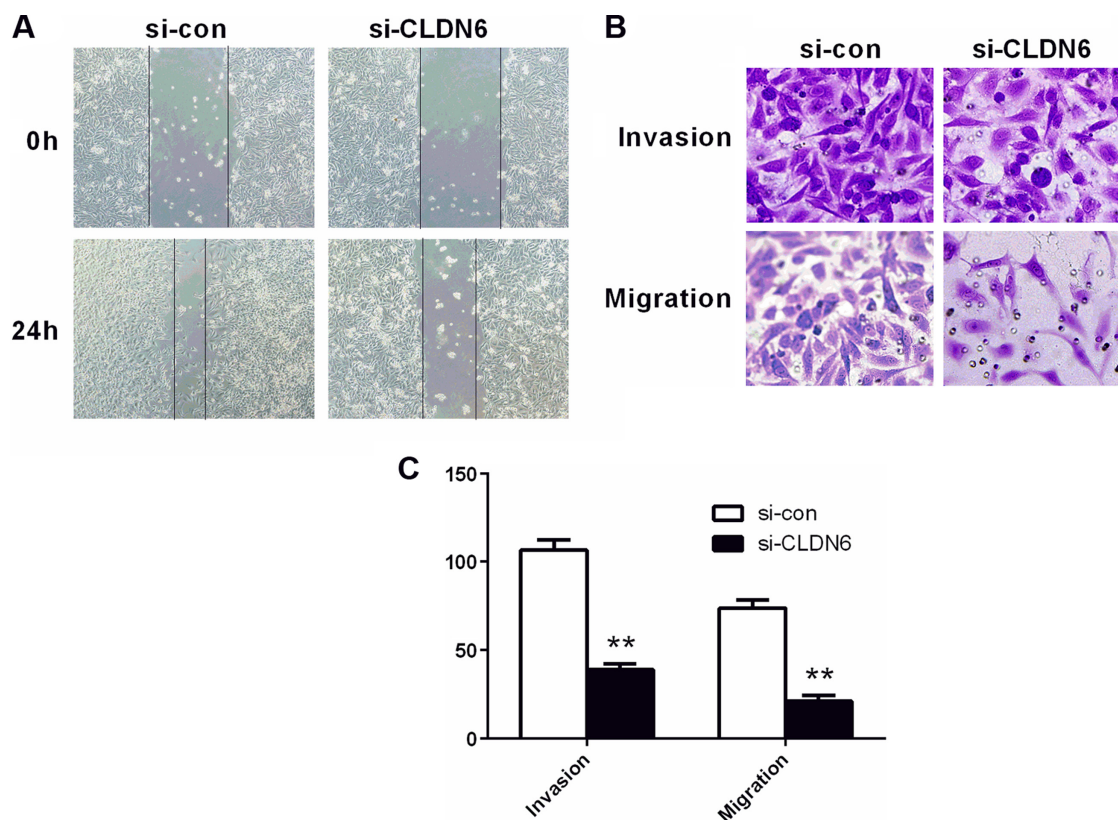 A
si-con si-CLDN6
0h
24h
B
si-con si-CLDN6
Invasion
Migration
C
150
100
50
0
si-con
si-CLDN6
**
**
Invasion
Migration